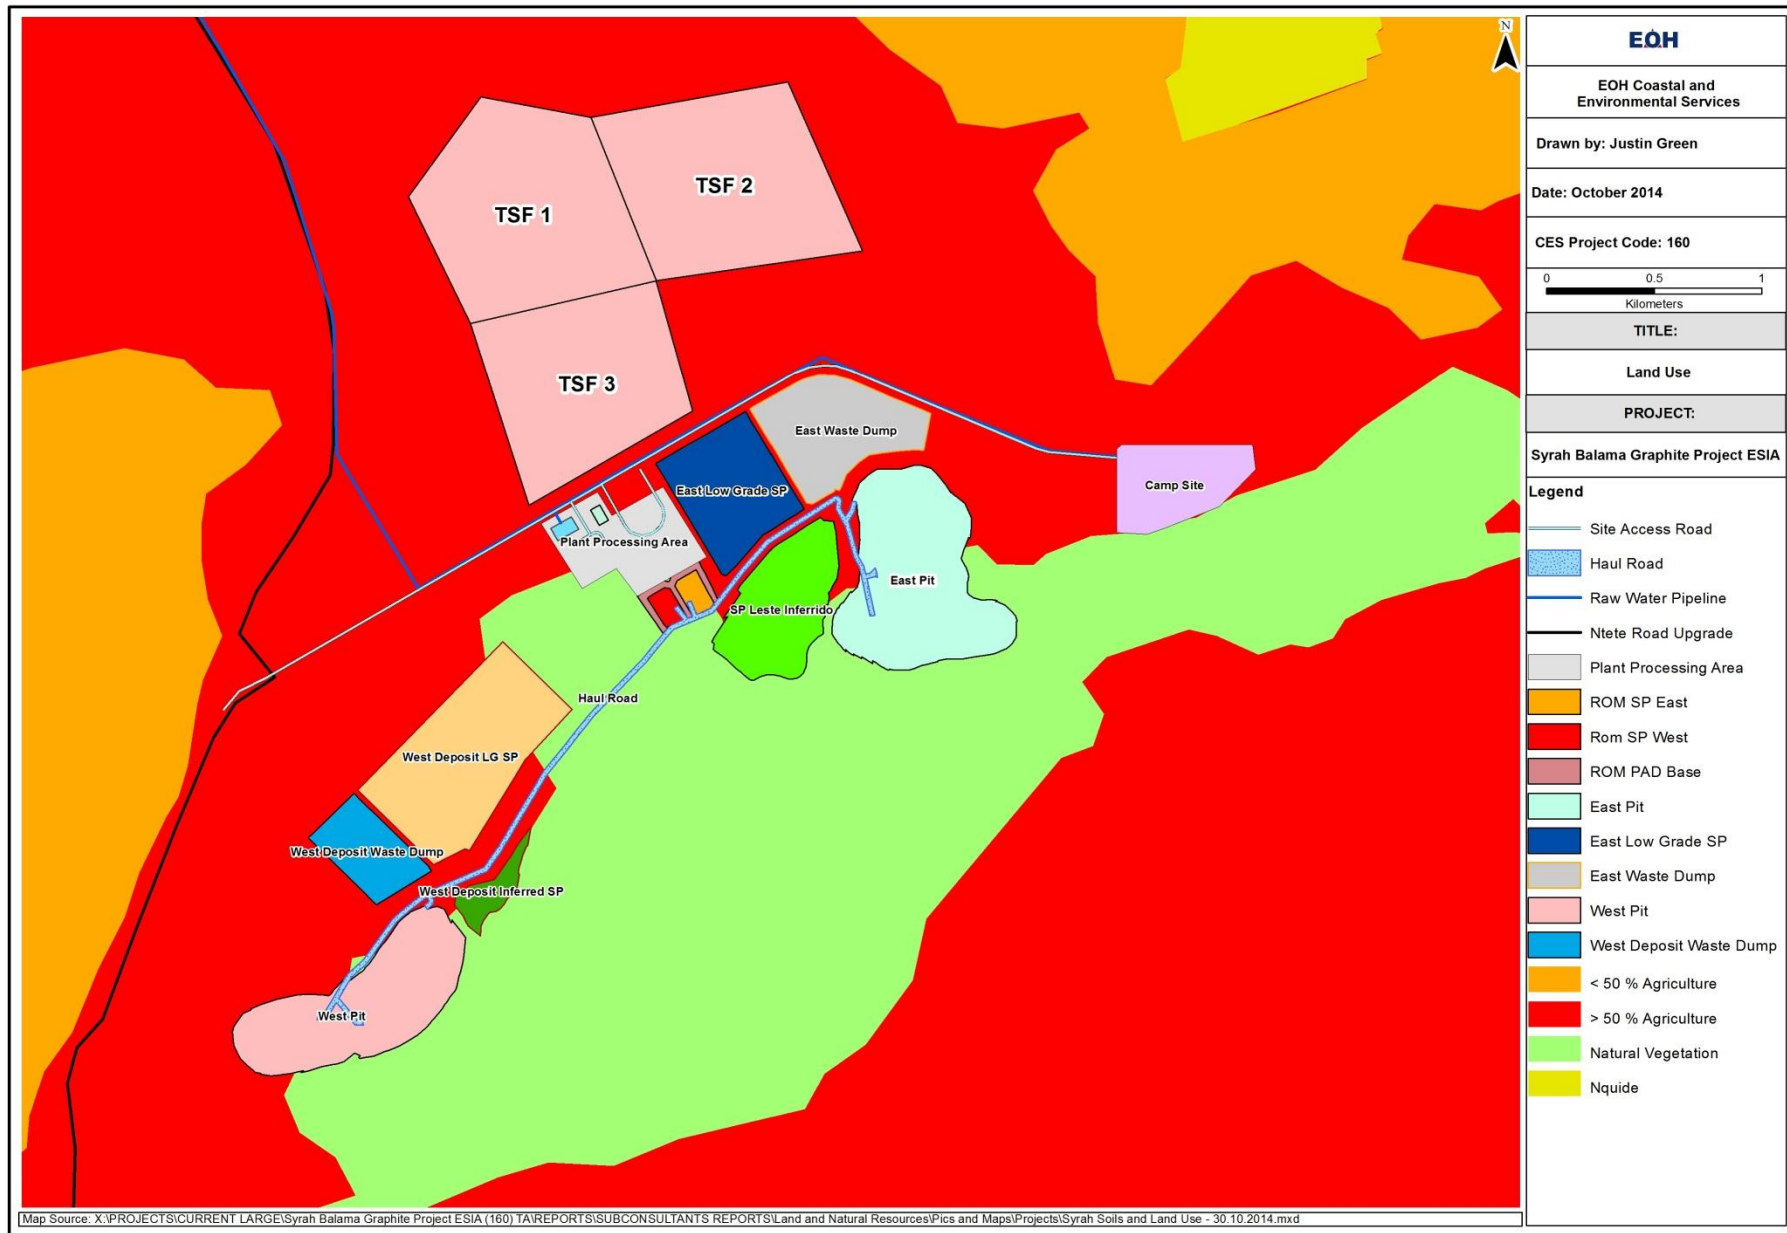 TSF 1
TSF 2
TSF 3
East Waste Dump
East Low Grade SP
Camp Site
Plant Processing Area
East Pit
SP Leste Inferrido
Haul Road
West Deposit LG SP
West Deposit Waste Dump
West Deposit Inferred SP
West Pit
N
EOH
EOH Coastal and
Environmental Services
Drawn by: Justin Green
Date: October 2014
CES Project Code: 160
0 0.5 1
Kilometers
TITLE:
Land Use
PROJECT:
Syrah Balama Graphite Project ESIA
Legend
Site Access Road
Haul Road
Raw Water Pipeline
Ntete Road Upgrade
Plant Processing Area
ROM SP East
Rom SP West
ROM PAD Base
East Pit
East Low Grade SP
East Waste Dump
West Pit
West Deposit Waste Dump
< 50 % Agriculture
> 50 % Agriculture
Natural Vegetation
Nquide
Map Source: X:\PROJECTS\CURRENT LARGE\Syrah Balama Graphite Project ESIA (160) TA\REPORTS\SUBCONSULTANTS REPORTS\Land and Natural Resources\Pics and Maps\Projects\Syrah Soils and Land Use - 30.10.2014.mxd